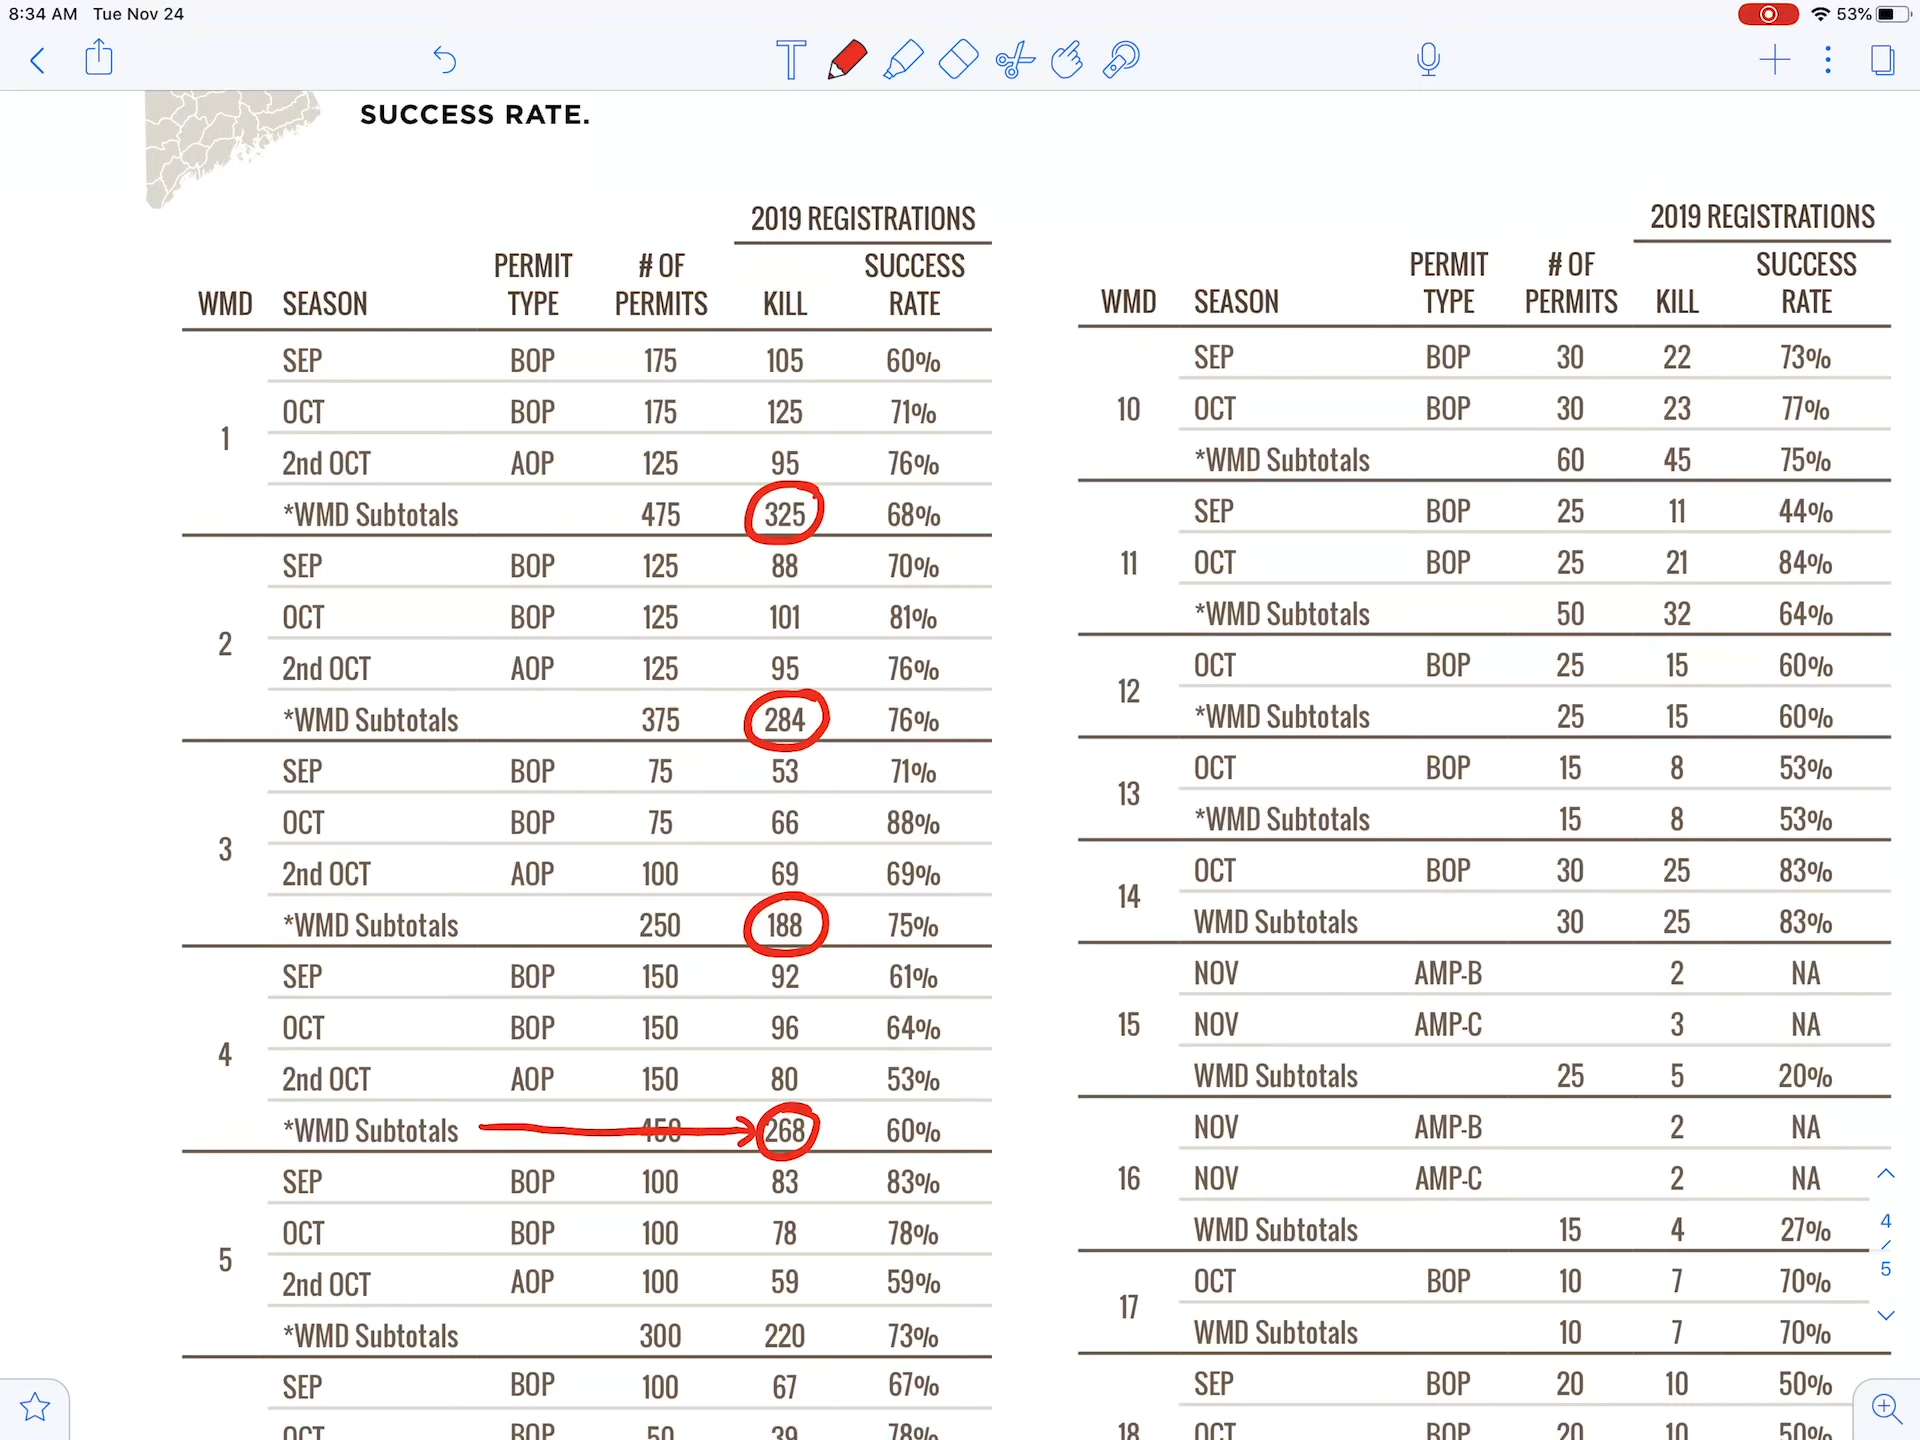 8:34 AM Tue Nov 24
53%
SUCCESS RATE.
2019 REGISTRATIONS
WMD SEASON PERMIT TYPE # OF PERMITS KILL SUCCESS RATE
1
SEP BOP 175 105 60%
OCT BOP 175 125 71%
2nd OCT AOP 125 95 76%
*WMD Subtotals 475 325 68%
2
SEP BOP 125 88 70%
OCT BOP 125 101 81%
2nd OCT AOP 125 95 76%
*WMD Subtotals 375 284 76%
3
SEP BOP 75 53 71%
OCT BOP 75 66 88%
2nd OCT AOP 100 69 69%
*WMD Subtotals 250 188 75%
4
SEP BOP 150 92 61%
OCT BOP 150 96 64%
2nd OCT AOP 150 80 53%
*WMD Subtotals 450 268 60%
5
SEP BOP 100 83 83%
OCT BOP 100 78 78%
2nd OCT AOP 100 59 59%
*WMD Subtotals 300 220 73%
SEP BOP 100 67 67%
OCT BOP 50 39 78%
2019 REGISTRATIONS
WMD SEASON PERMIT TYPE # OF PERMITS KILL SUCCESS RATE
10
SEP BOP 30 22 73%
OCT BOP 30 23 77%
*WMD Subtotals 60 45 75%
11
SEP BOP 25 11 44%
OCT BOP 25 21 84%
*WMD Subtotals 50 32 64%
12
OCT BOP 25 15 60%
*WMD Subtotals 25 15 60%
13
OCT BOP 15 8 53%
*WMD Subtotals 15 8 53%
14
OCT BOP 30 25 83%
WMD Subtotals 30 25 83%
15
NOV AMP-B 2 NA
NOV AMP-C 3 NA
WMD Subtotals 25 5 20%
16
NOV AMP-B 2 NA
NOV AMP-C 2 NA
WMD Subtotals 15 4 27%
17
OCT BOP 10 7 70%
WMD Subtotals 10 7 70%
18
SEP BOP 20 10 50%
OCT BOP 20 10 50%
4
/
5